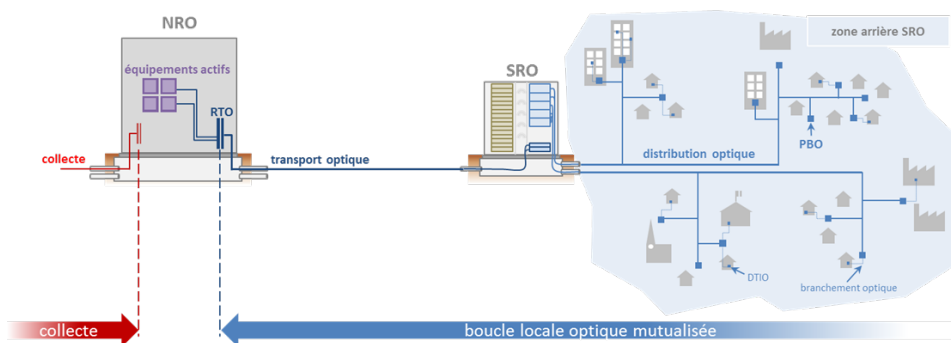 NRO
zone arrière SRO
équipements actifs
SRO
RTO
PBO
collecte
transport optique
distribution optique
DTIO
branchement optique
collecte
boucle locale optique mutualisée